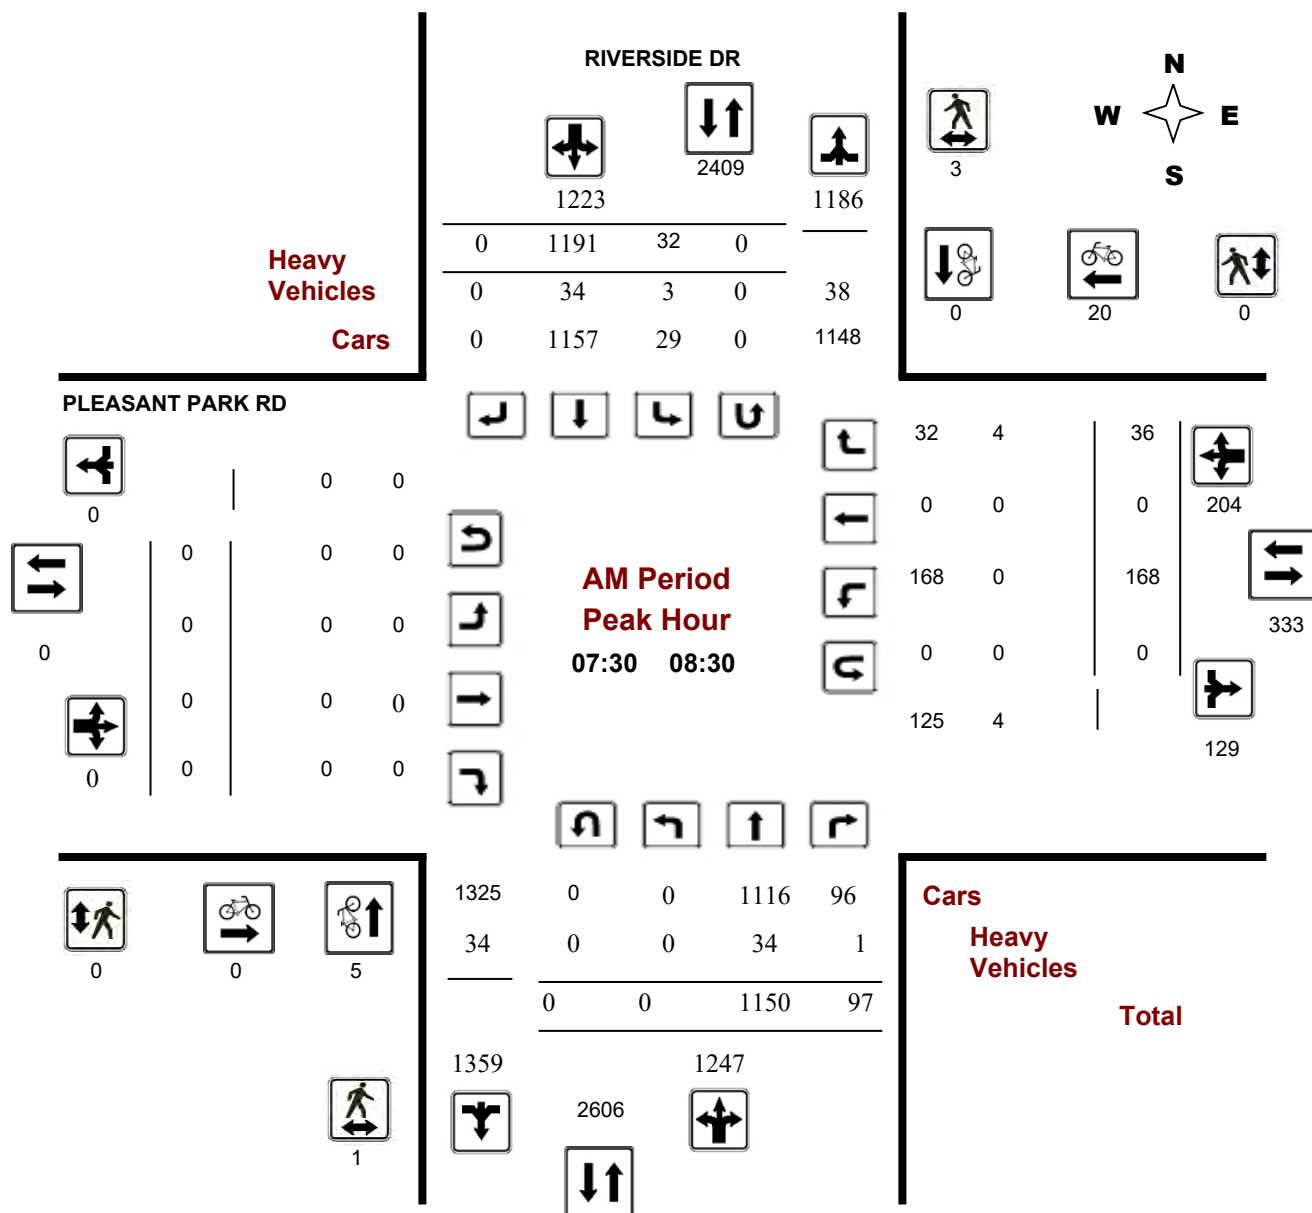 RIVERSIDE DR
N
W E
S
2409
3
1223 1186
0 1191 32 0
Heavy
Vehicles
0 34 3 0 38
Cars
0 1157 29 0 1148
0 20 0
PLEASANT PARK RD
32 4 36
0 0
0
0 0 0 204
0 0 0
AM Period
168 0 168
Peak Hour
0 0 0
333
0
07:30 08:30
0 0 0
0 0 0
125 4
129
0
0 0 0
1325 0 0 1116 96
Cars
34 0 0 34 1
Heavy
Vehicles
0 0 5
0 0 1150 97
Total
1359 1247
2606
1